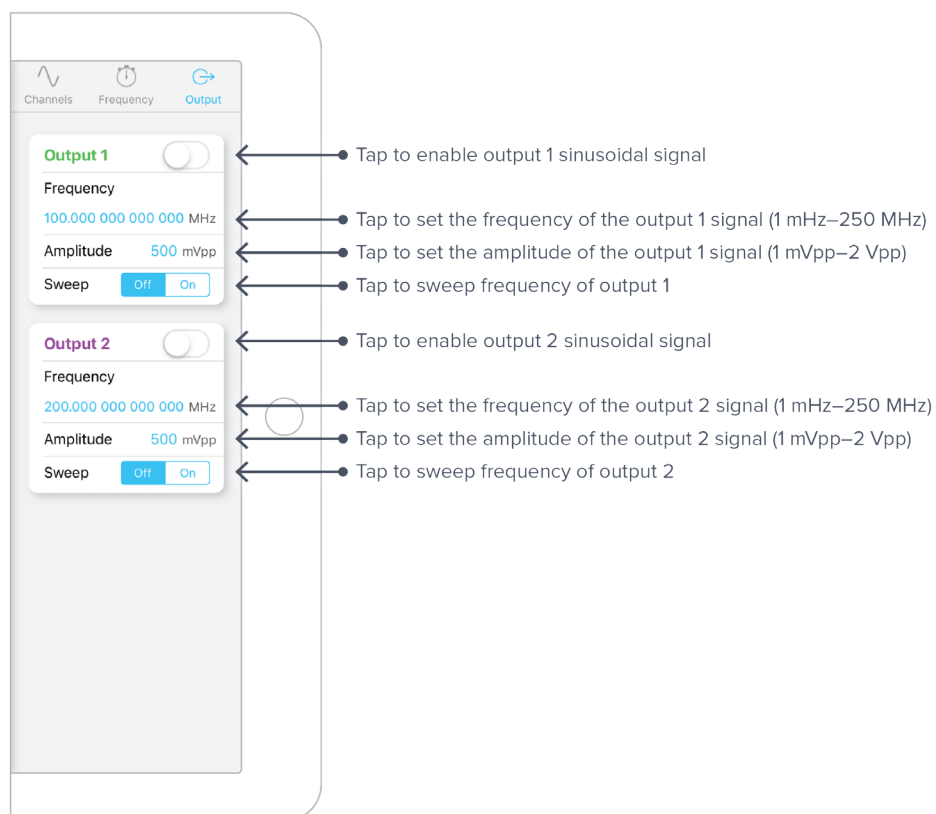 Channels Frequency Output
Output 1
Tap to enable output 1 sinusoidal signal
Frequency
100.000 000 000 000 MHz
Tap to set the frequency of the output 1 signal (1 mHz–250 MHz)
Amplitude 500 mVpp
Tap to set the amplitude of the output 1 signal (1 mVpp–2 Vpp)
Sweep Off On
Tap to sweep frequency of output 1
Output 2
Tap to enable output 2 sinusoidal signal
Frequency
200.000 000 000 000 MHz
Tap to set the frequency of the output 2 signal (1 mHz–250 MHz)
Amplitude 500 mVpp
Tap to set the amplitude of the output 2 signal (1 mVpp–2 Vpp)
Sweep Off On
Tap to sweep frequency of output 2